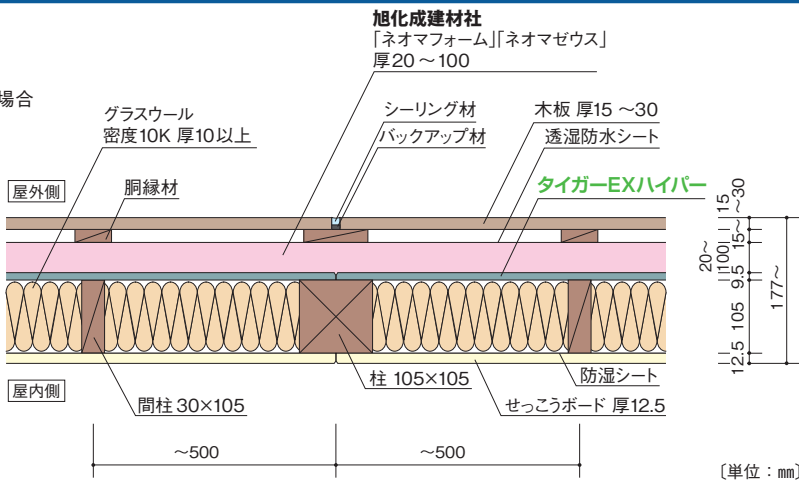 旭化成建材社
「ネオマフォーム」「ネオマゼウス」
厚20～100
場合
グラスウール
密度10K 厚10以上
シーリング材
バックアップ材
木板 厚15 ～30
透湿防水シート
屋外側
胴縁材
タイガーEXハイパー
15～30
15～
20～100
9.5
105
12.5
177～
屋内側
間柱 30×105
柱 105×105
防湿シート
せっこうボード 厚12.5
～500
～500
〔単位：㎜〕